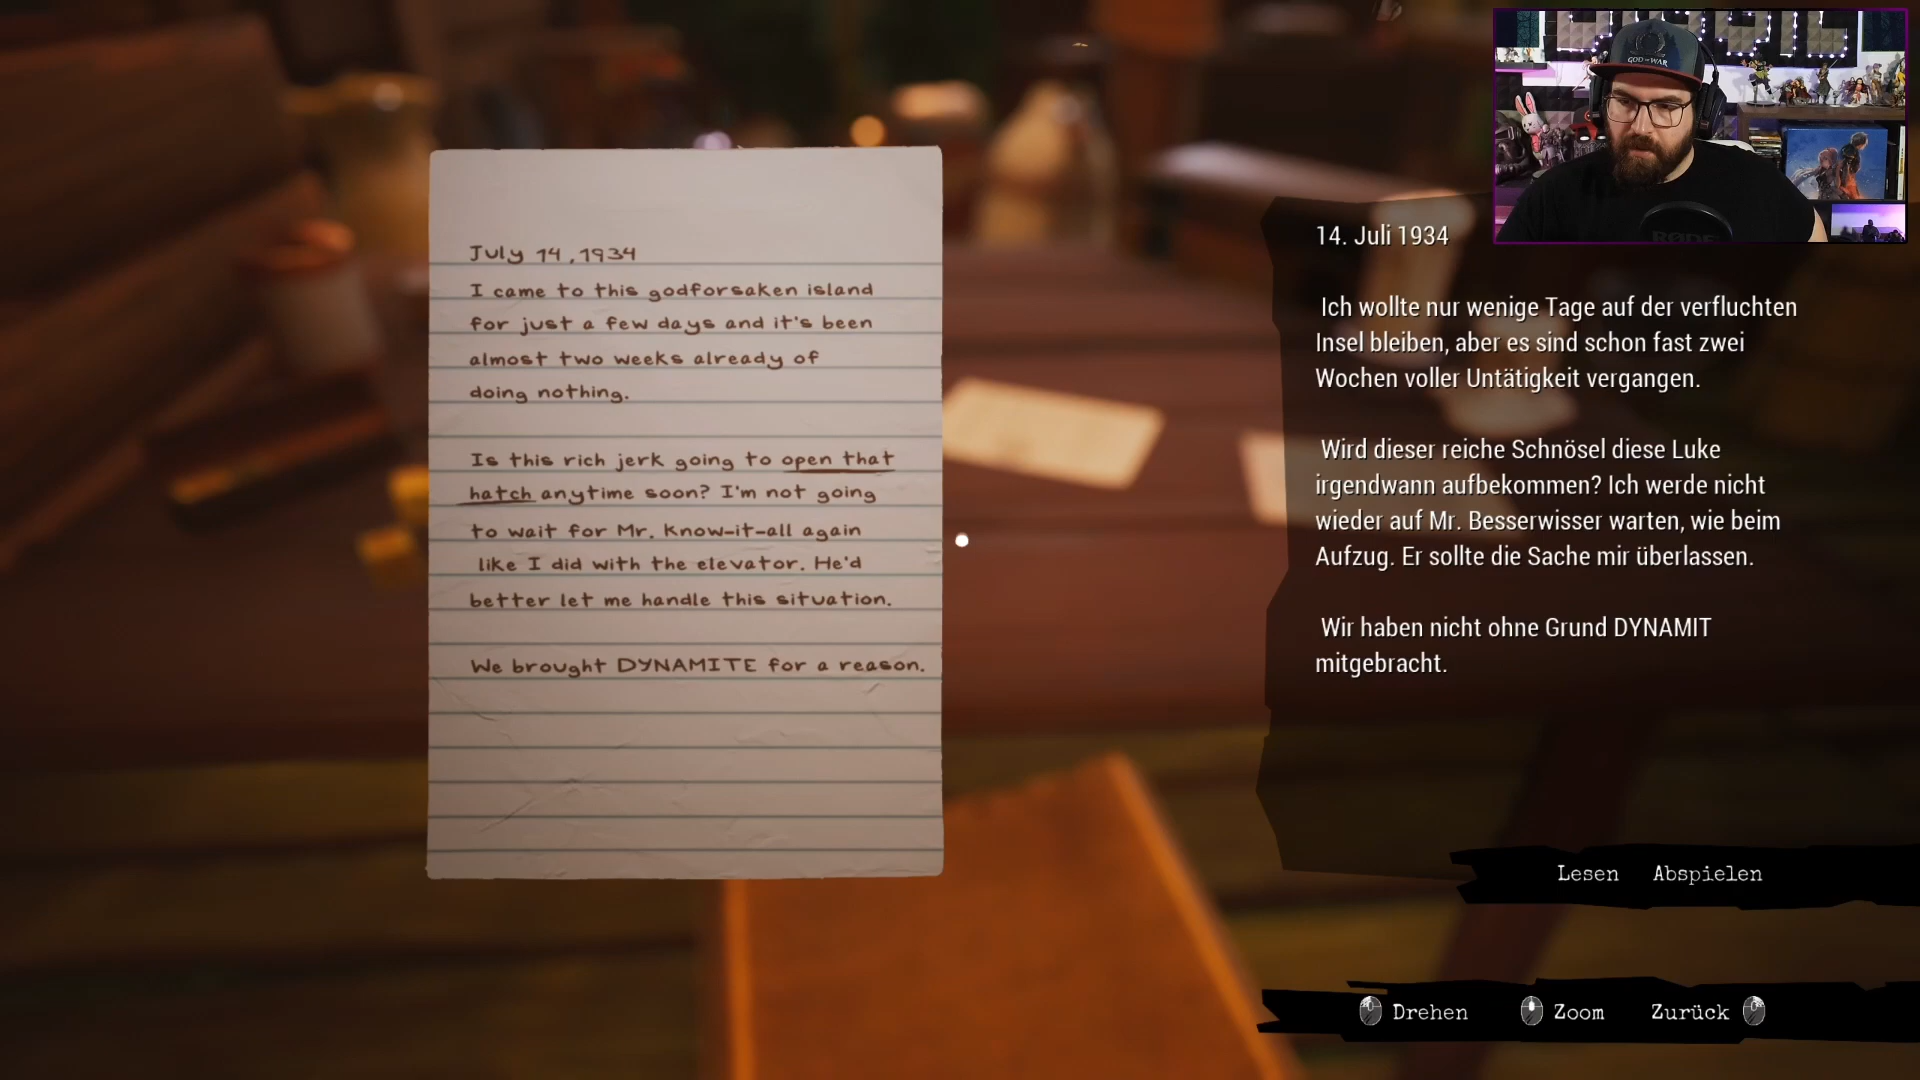 July 14, 1934
I came to this godforsaken island
for just a few days and it's been
almost two weeks already of
doing nothing.
Is this rich jerk going to open that
hatch anytime soon? I'm not going
to wait for Mr. Know-it-all again
like I did with the elevator. He'd
better let me handle this situation.
We brought DYNAMITE for a reason.
GOD OF WAR
RØDE
14. Juli 1934
Ich wollte nur wenige Tage auf der verfluchten
Insel bleiben, aber es sind schon fast zwei
Wochen voller Untätigkeit vergangen.
Wird dieser reiche Schnösel diese Luke
irgendwann aufbekommen? Ich werde nicht
wieder auf Mr. Besserwisser warten, wie beim
Aufzug. Er sollte die Sache mir überlassen.
Wir haben nicht ohne Grund DYNAMIT
mitgebracht.
Lesen Abspielen
Drehen Zoom Zurück